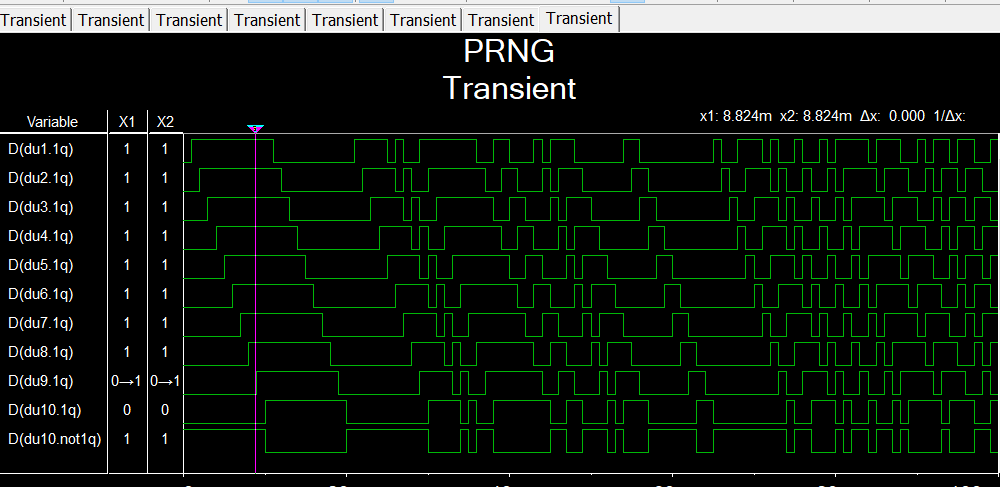 Transient Transient Transient Transient Transient Transient Transient Transient
PRNG
Transient
x1: 8.824m x2: 8.824m Δx: 0.000 1/Δx:
Variable X1 X2
D(du1.1q) 1 1
D(du2.1q) 1 1
D(du3.1q) 1 1
D(du4.1q) 1 1
D(du5.1q) 1 1
D(du6.1q) 1 1
D(du7.1q) 1 1
D(du8.1q) 1 1
D(du9.1q) 0→1 0→1
D(du10.1q) 0 0
D(du10.not1q) 1 1